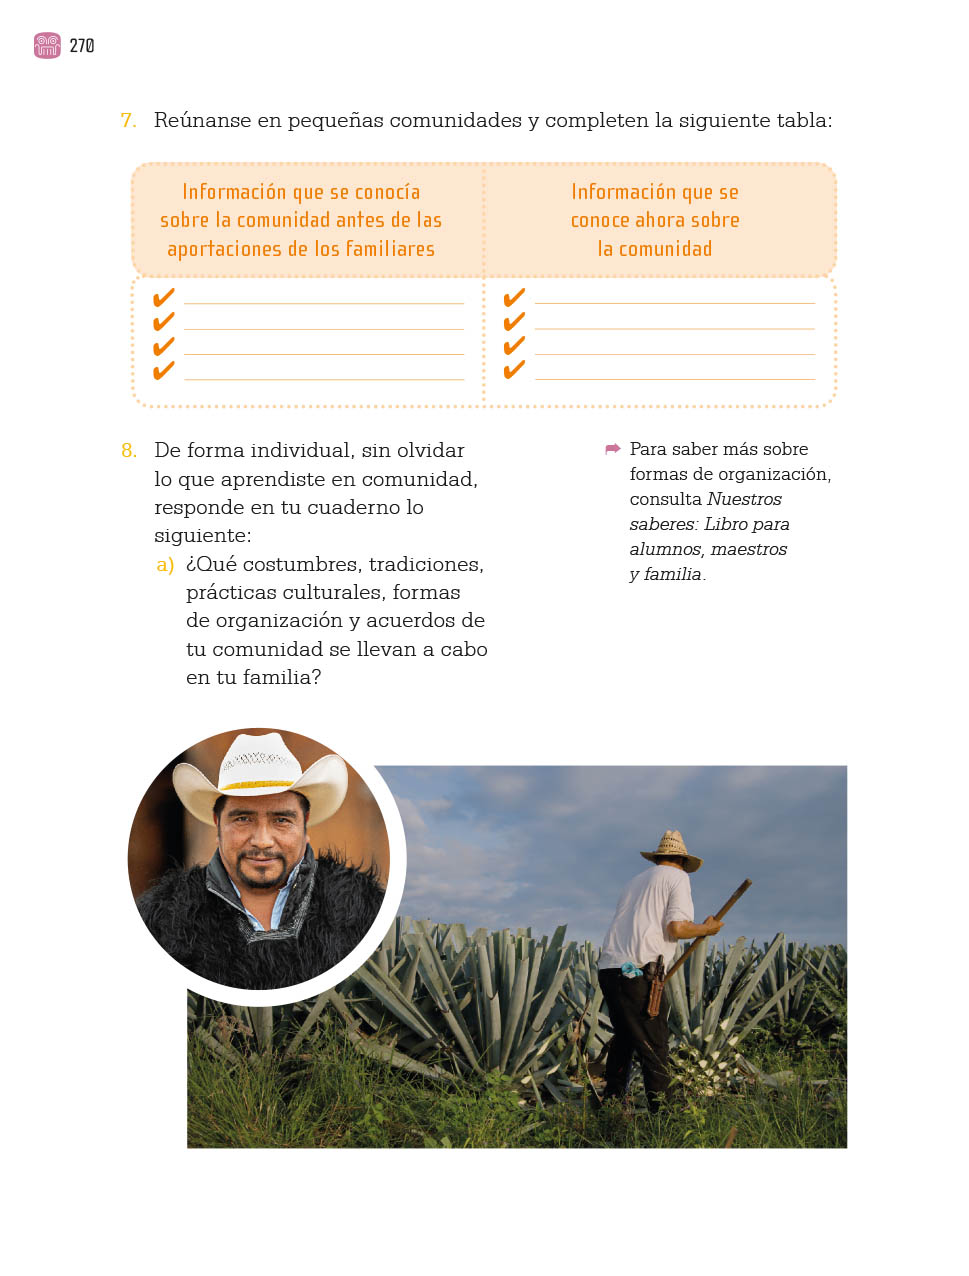 270
7. Reúnanse en pequeñas comunidades y completen la siguiente tabla:
Información que se conocía
sobre la comunidad antes de las
aportaciones de los familiares
Información que se
conoce ahora sobre
la comunidad
8. De forma individual, sin olvidar
lo que aprendiste en comunidad,
responde en tu cuaderno lo
siguiente:
a) ¿Qué costumbres, tradiciones,
prácticas culturales, formas
de organización y acuerdos de
tu comunidad se llevan a cabo
en tu familia?
Para saber más sobre
formas de organización,
consulta Nuestros
saberes: Libro para
alumnos, maestros
y familia.